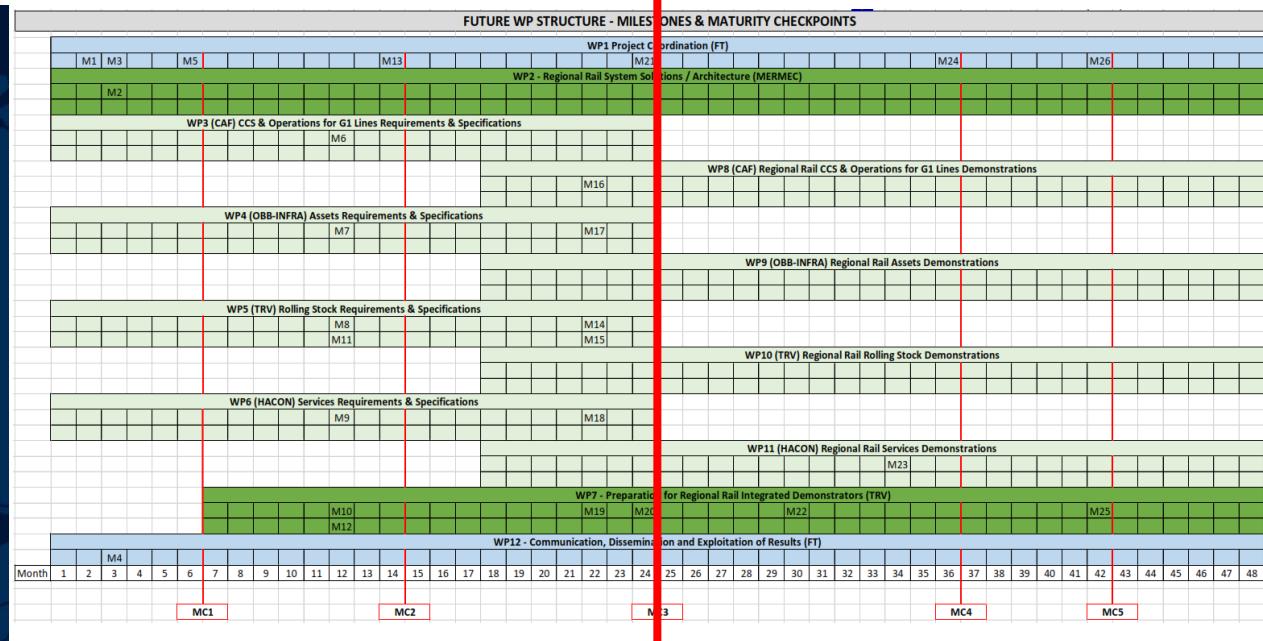 FUTURE WP STRUCTURE - MILESTONES & MATURITY CHECKPOINTS
WP1 Project Coordination (FT)
M1 M3 M5 M13 M21 M24 M26
WP2 - Regional Rail System Solutions / Architecture (MERMEC)
M2
WP3 (CAF) CCS & Operations for G1 Lines Requirements & Specifications
M6
WP8 (CAF) Regional Rail CCS & Operations for G1 Lines Demonstrations
M16
WP4 (OBB-INFRA) Assets Requirements & Specifications
M7 M17
WP9 (OBB-INFRA) Regional Rail Assets Demonstrations
WP5 (TRV) Rolling Stock Requirements & Specifications
M8 M14
M11 M15
WP10 (TRV) Regional Rail Rolling Stock Demonstrations
WP6 (HACON) Services Requirements & Specifications
M9 M18
WP11 (HACON) Regional Rail Services Demonstrations
M23
WP7 - Preparation for Regional Rail Integrated Demonstrators (TRV)
M10 M19 M20 M22 M25
M12
WP12 - Communication, Dissemination and Exploitation of Results (FT)
M4
Month 1 2 3 4 5 6 7 8 9 10 11 12 13 14 15 16 17 18 19 20 21 22 23 24 25 26 27 28 29 30 31 32 33 34 35 36 37 38 39 40 41 42 43 44 45 46 47 48
MC1 MC2 MC3 MC4 MC5